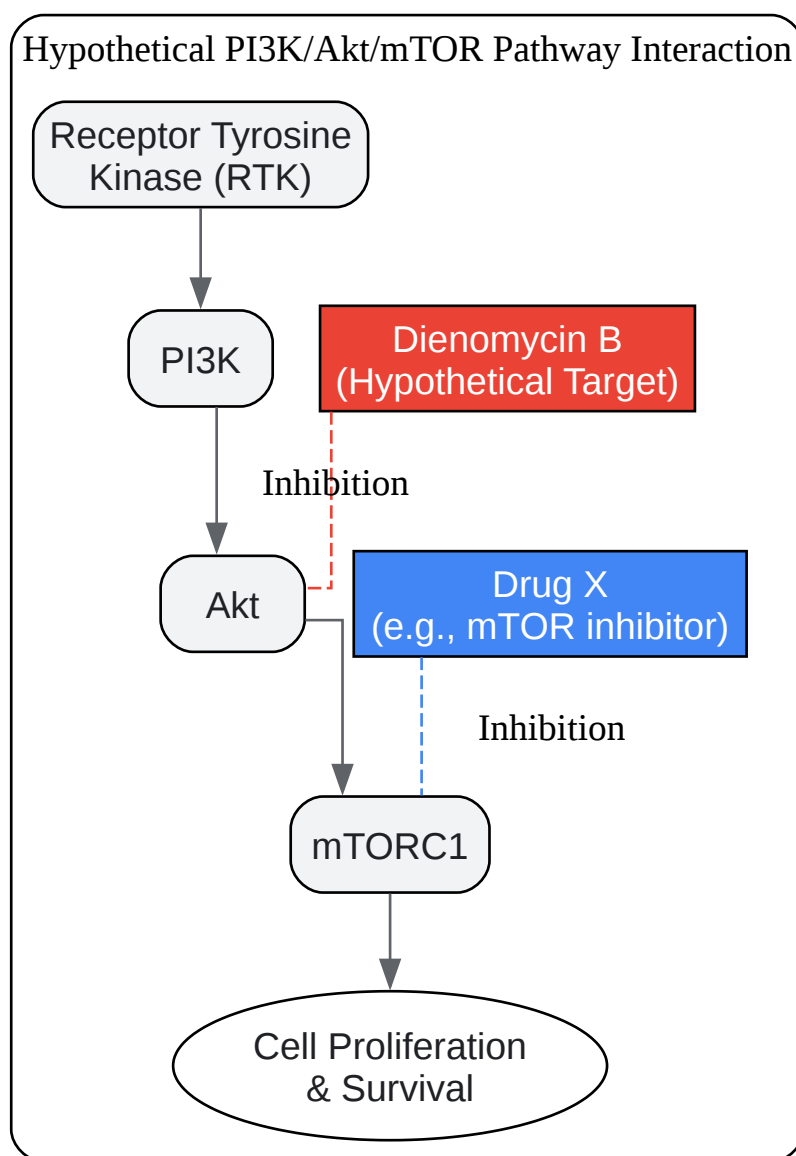 Hypothetical PI3K/Akt/mTOR Pathway Interaction
Receptor Tyrosine
Kinase (RTK)
PI3K
Dienomycin B
(Hypothetical Target)
Inhibition
Akt
Drug X
(e.g., mTOR inhibitor)
Inhibition
mTORC1
Cell Proliferation
& Survival